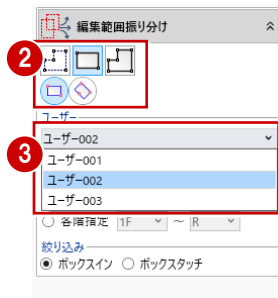 編集範囲振り分け
2
ユーザー
ユーザー002
3
ユーザー001
ユーザー002
ユーザー003
各階指定 1F ～ R
絞り込み
ボックスイン ボックスタッチ